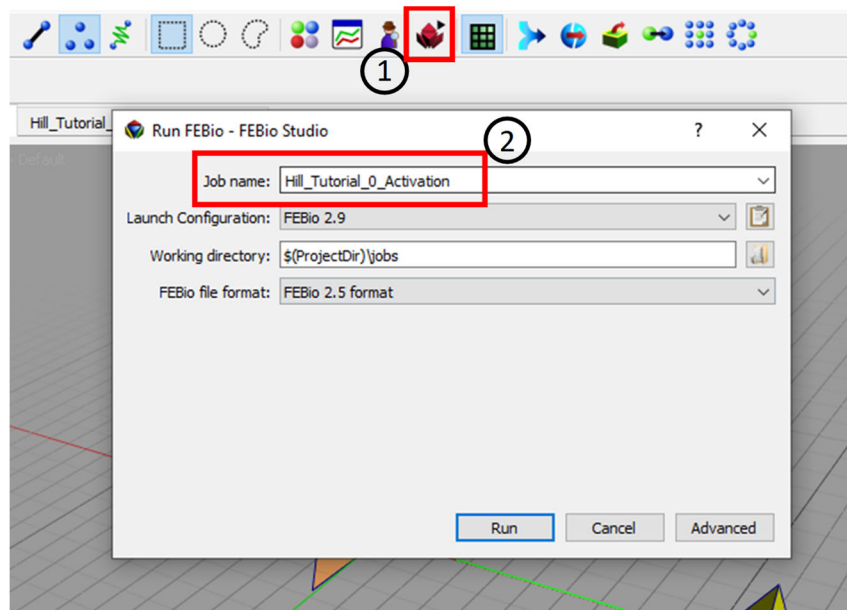 1
Hill_Tutorial_
Run FEBio - FEBio Studio
?
2
Default
Job name: Hill_Tutorial_0_Activation
Launch Configuration: FEBio 2.9
Working directory: $(ProjectDir)\jobs
FEBio file format: FEBio 2.5 format
Run Cancel Advanced